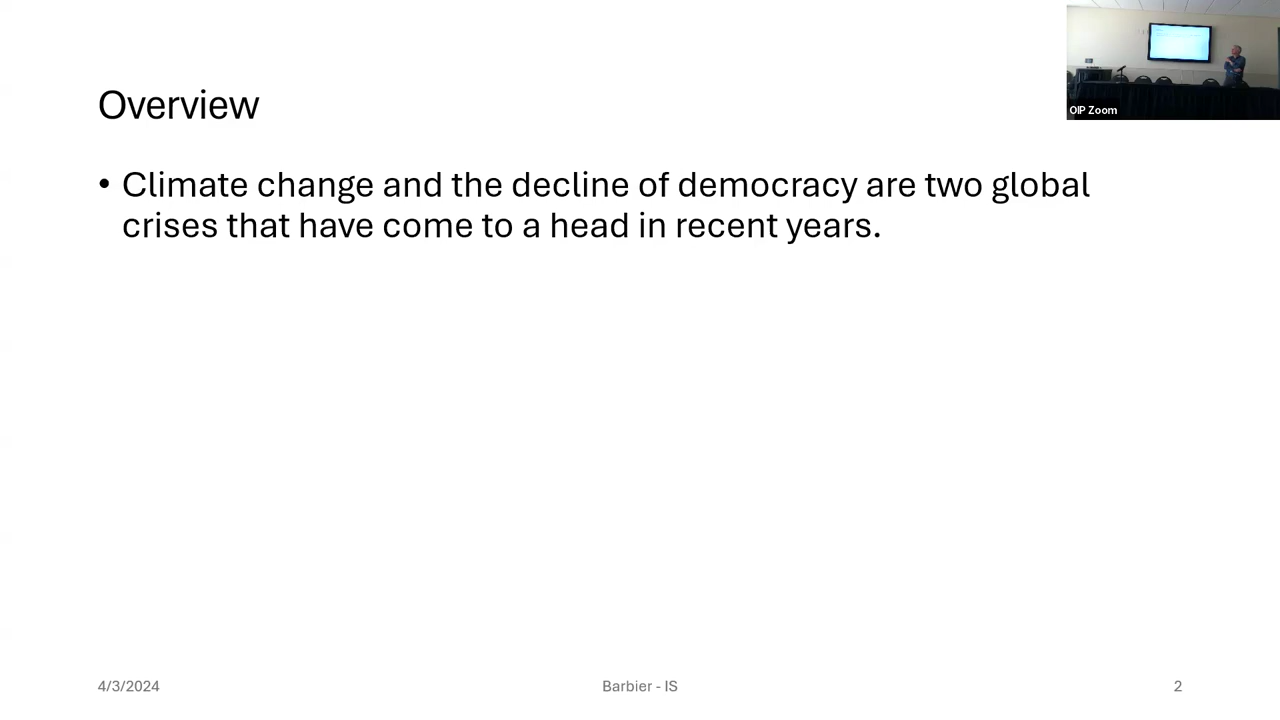 OIP Zoom
Overview
• Climate change and the decline of democracy are two global
crises that have come to a head in recent years.
4/3/2024
Barbier - IS
2